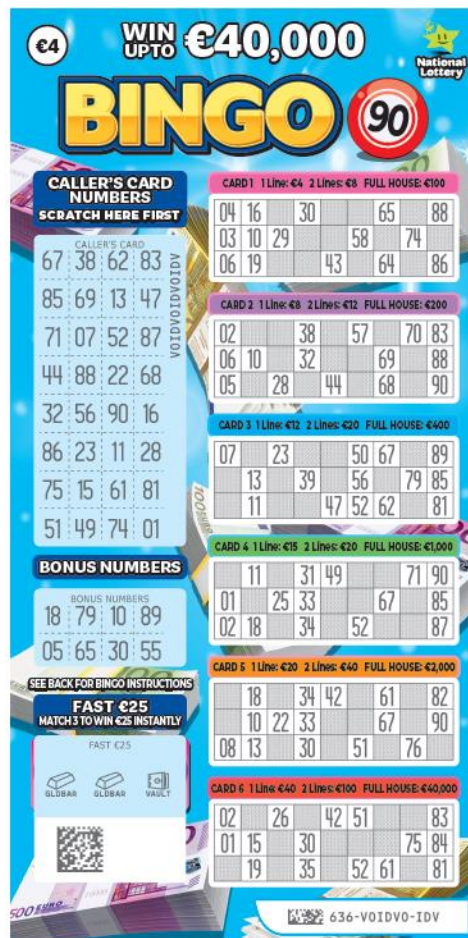 €4
WIN UP TO €40,000
National Lottery
BINGO 90
CALLER'S CARD
NUMBERS
SCRATCH HERE FIRST
CALLER'S CARD
67 38 62 83
85 69 13 47
71 07 52 87
44 88 22 68
32 56 90 16
86 23 11 28
75 15 61 81
51 49 74 01
VOIDVOIDVOIDV
BONUS NUMBERS
BONUS NUMBERS
18 79 10 89
05 65 30 55
SEE BACK FOR BINGO INSTRUCTIONS
FAST €25
MATCH 3 TO WIN €25 INSTANTLY
FAST €25
GLDBAR GLDBAR VAULT
CARD 1 1 Line: €4 2 Lines: €8 FULL HOUSE: €100
04 16 30 65 88
03 10 29 58 74
06 19 43 64 86
CARD 2 1 Line: €8 2 Lines: €12 FULL HOUSE: €200
02 38 57 70 83
06 10 32 69 88
05 28 44 68 90
CARD 3 1 Line: €12 2 Lines: €20 FULL HOUSE: €400
07 23 50 67 89
13 39 56 79 85
11 47 52 62 81
CARD 4 1 Line: €15 2 Lines: €20 FULL HOUSE: €1,000
11 31 49 71 90
01 25 33 67 85
02 18 34 52 87
CARD 5 1 Line: €20 2 Lines: €40 FULL HOUSE: €2,000
18 34 42 61 82
10 22 33 67 90
08 13 30 51 76
CARD 6 1 Line: €40 2 Lines: €100 FULL HOUSE: €40,000
02 26 42 51 83
01 15 30 75 84
19 35 52 61 81
500 EURO
636-VOIDVO-IDV